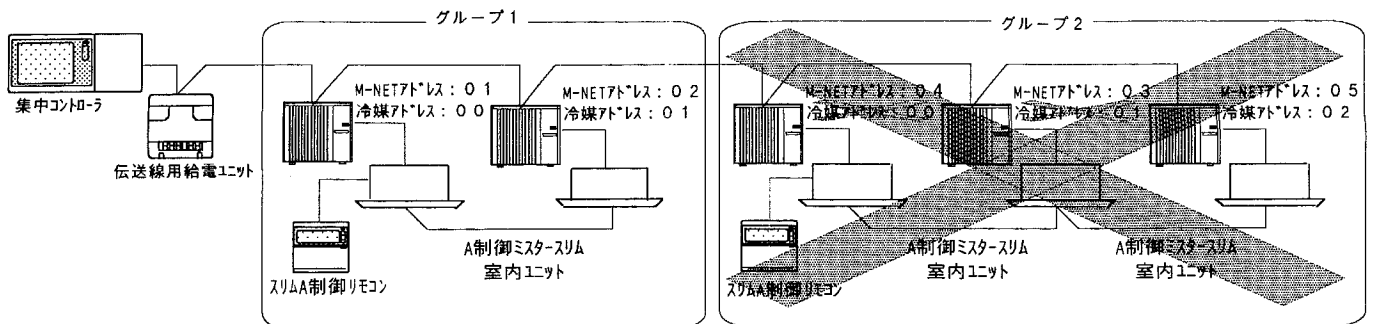 グループ1
グループ2
M-NETアドレス：01
冷媒アドレス：00
M-NETアドレス：02
冷媒アドレス：01
M-NETアドレス：04
冷媒アドレス：00
M-NETアドレス：03
冷媒アドレス：01
M-NETアドレス：05
冷媒アドレス：02
集中コントローラ
伝送線用給電ユニット
A制御ミスタースリム
室内ユニット
スリムA制御リモコン
A制御ミスタースリム
室内ユニット
A制御ミスタースリム
室内ユニット
スリムA制御リモコン